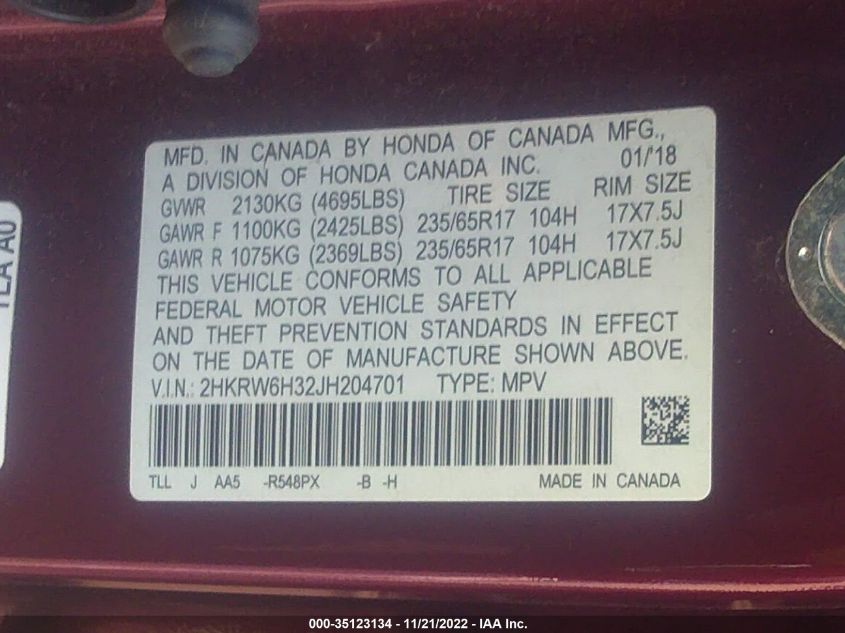 MFD. IN CANADA BY HONDA OF CANADA MFG.,
A DIVISION OF HONDA CANADA INC. 01/'18
GVWR 2130KG (4695LBS) TIRE SIZE RIM SIZE
GAWR F 1100KG (2425LBS) 235/65R17 104H 17X7.5J
GAWR R 1075KG (2369LBS) 235/65R17 104H 17X7.5J
THIS VEHICLE CONFORMS TO ALL APPLICABLE
FEDERAL MOTOR VEHICLE SAFETY
AND THEFT PREVENTION STANDARDS IN EFFECT
ON THE DATE OF MANUFACTURE SHOWN ABOVE.
V.I.N.: 2HKRW6H32JH204701 TYPE: MPV
TLL J AA5 -R548PX -B -H MADE IN CANADA
TLA A0
000-35123134 - 11/21/2022 - IAA Inc.